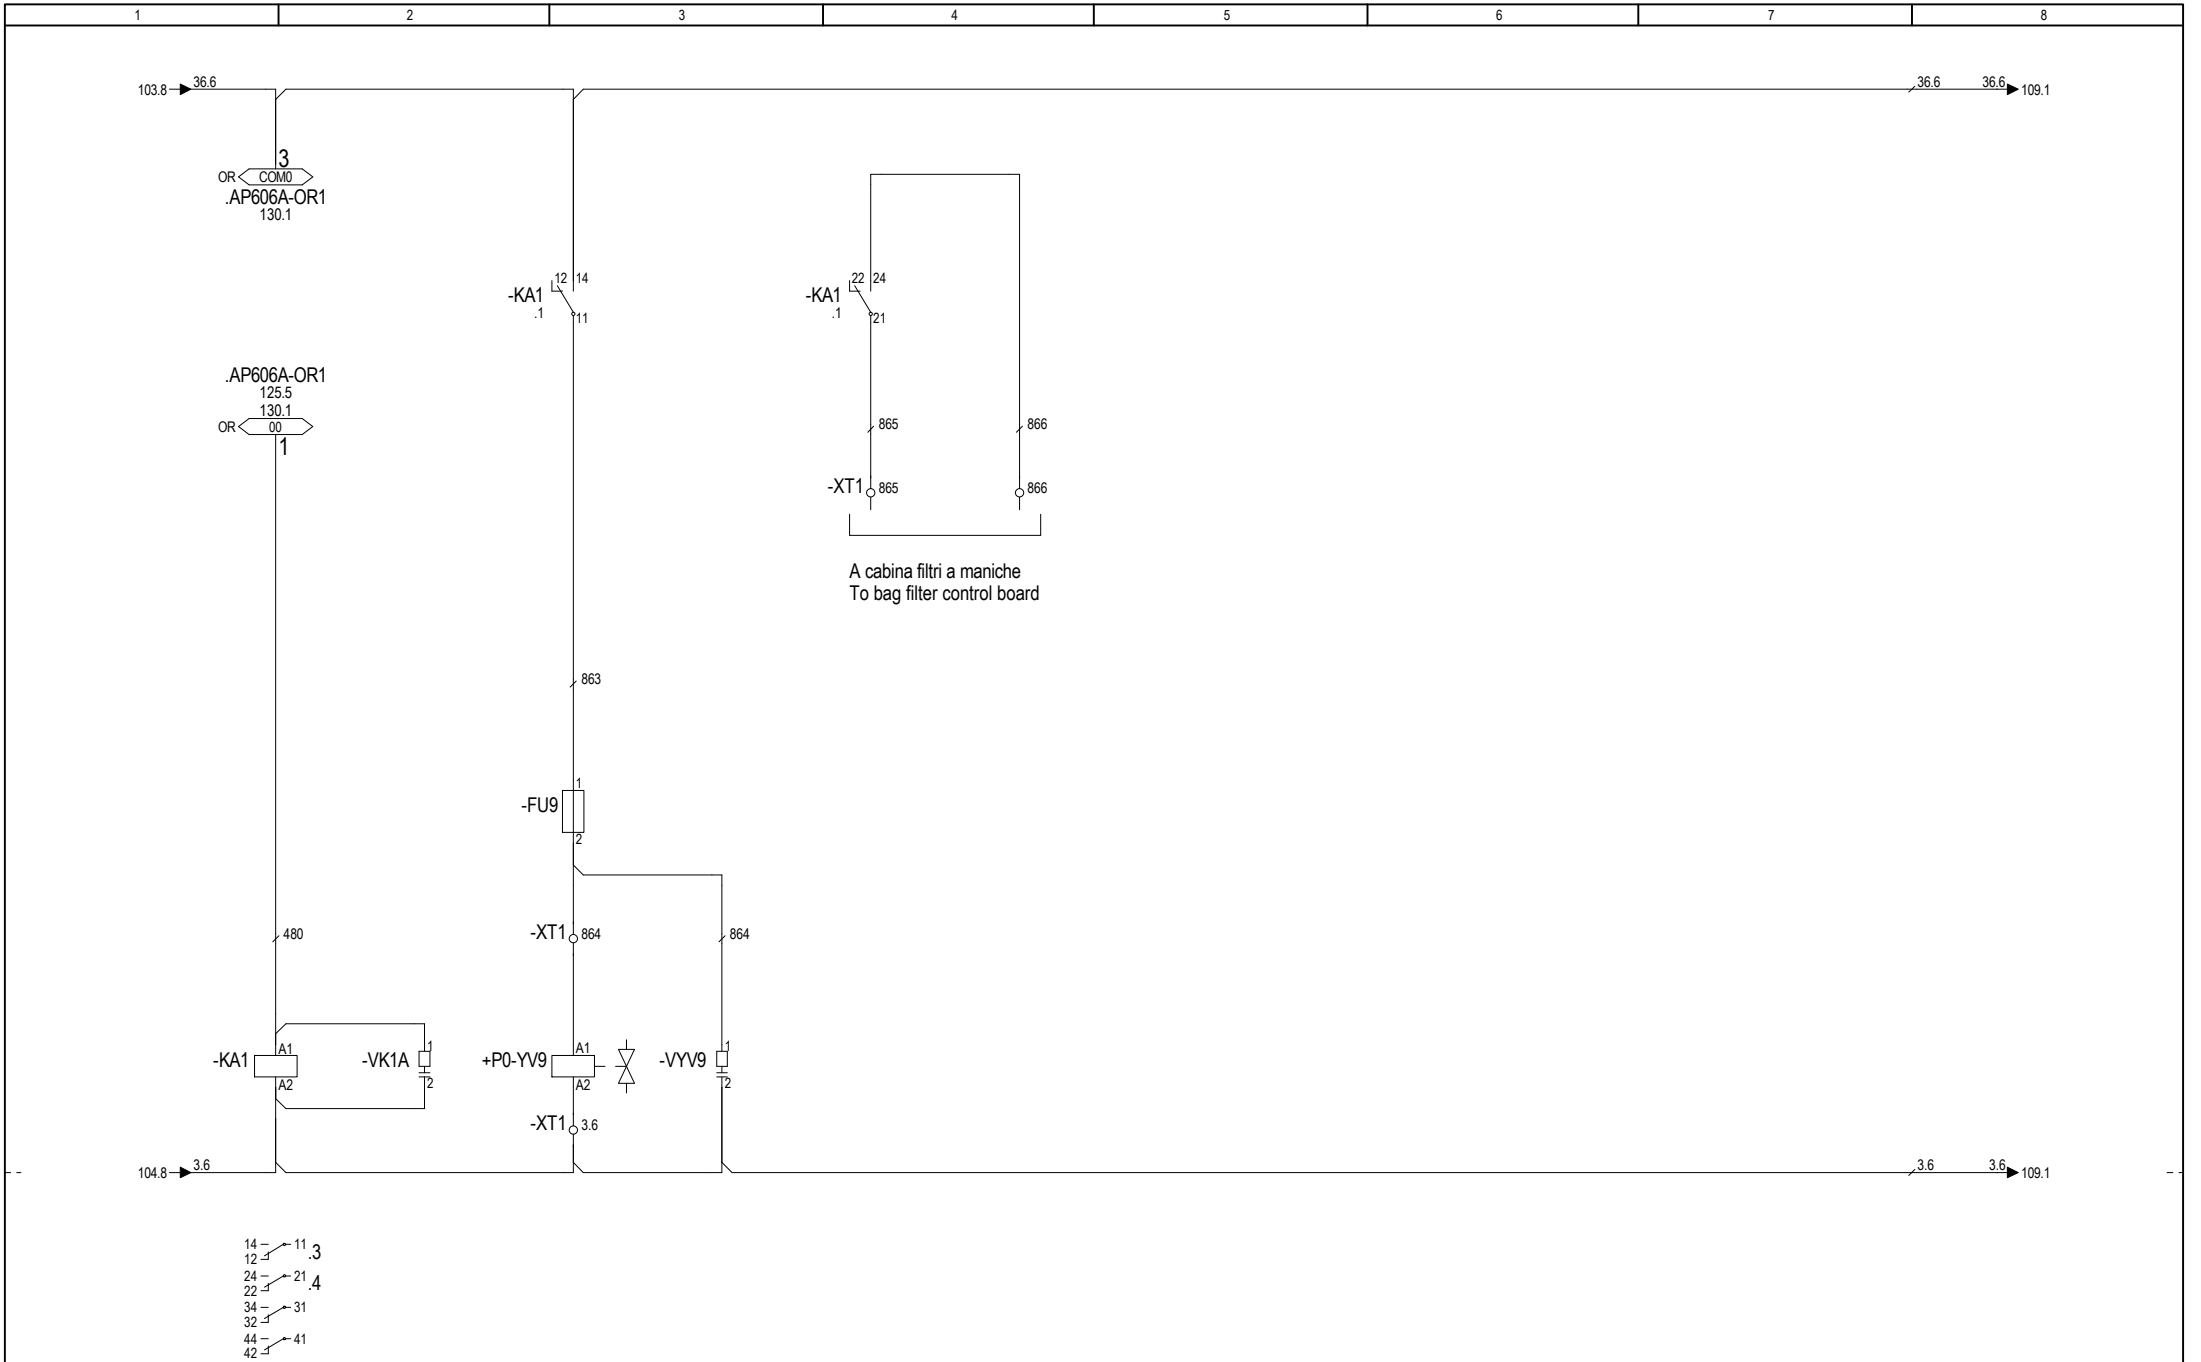 1 2 3 4 5 6 7 8
103.8 36.6 36.6 36.6 109.1
3
OR COM0
.AP606A-OR1
130.1
12 14
-KA1
.1
11
22 24
-KA1
.1
21
.AP606A-OR1
125.5
130.1
OR 00
1
865 866
-XT1 865 866
A cabina filtri a maniche
To bag filter control board
863
1
-FU9
2
480
-XT1 864 864
-KA1 A1
A2
-VK1A 1
2
+P0-YV9 A1
A2
-VYV9 1
2
-XT1 3.6
104.8 3.6 3.6 3.6 109.1
14 11 .3
12
24 21 .4
22
34 31
32
44 41
42